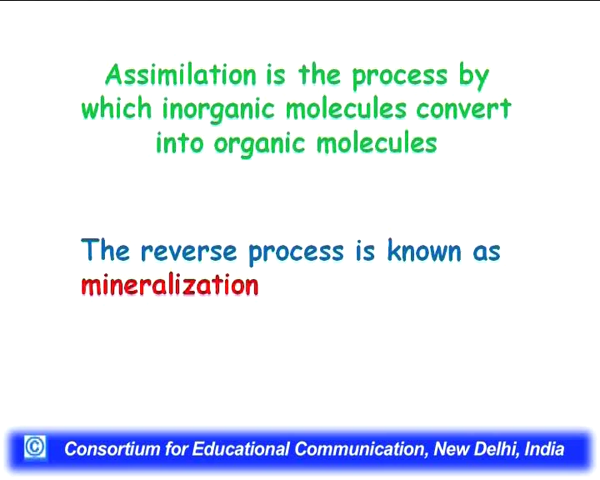 Assimilation is the process by
which inorganic molecules convert
into organic molecules
The reverse process is known as
mineralization
© Consortium for Educational Communication, New Delhi, India